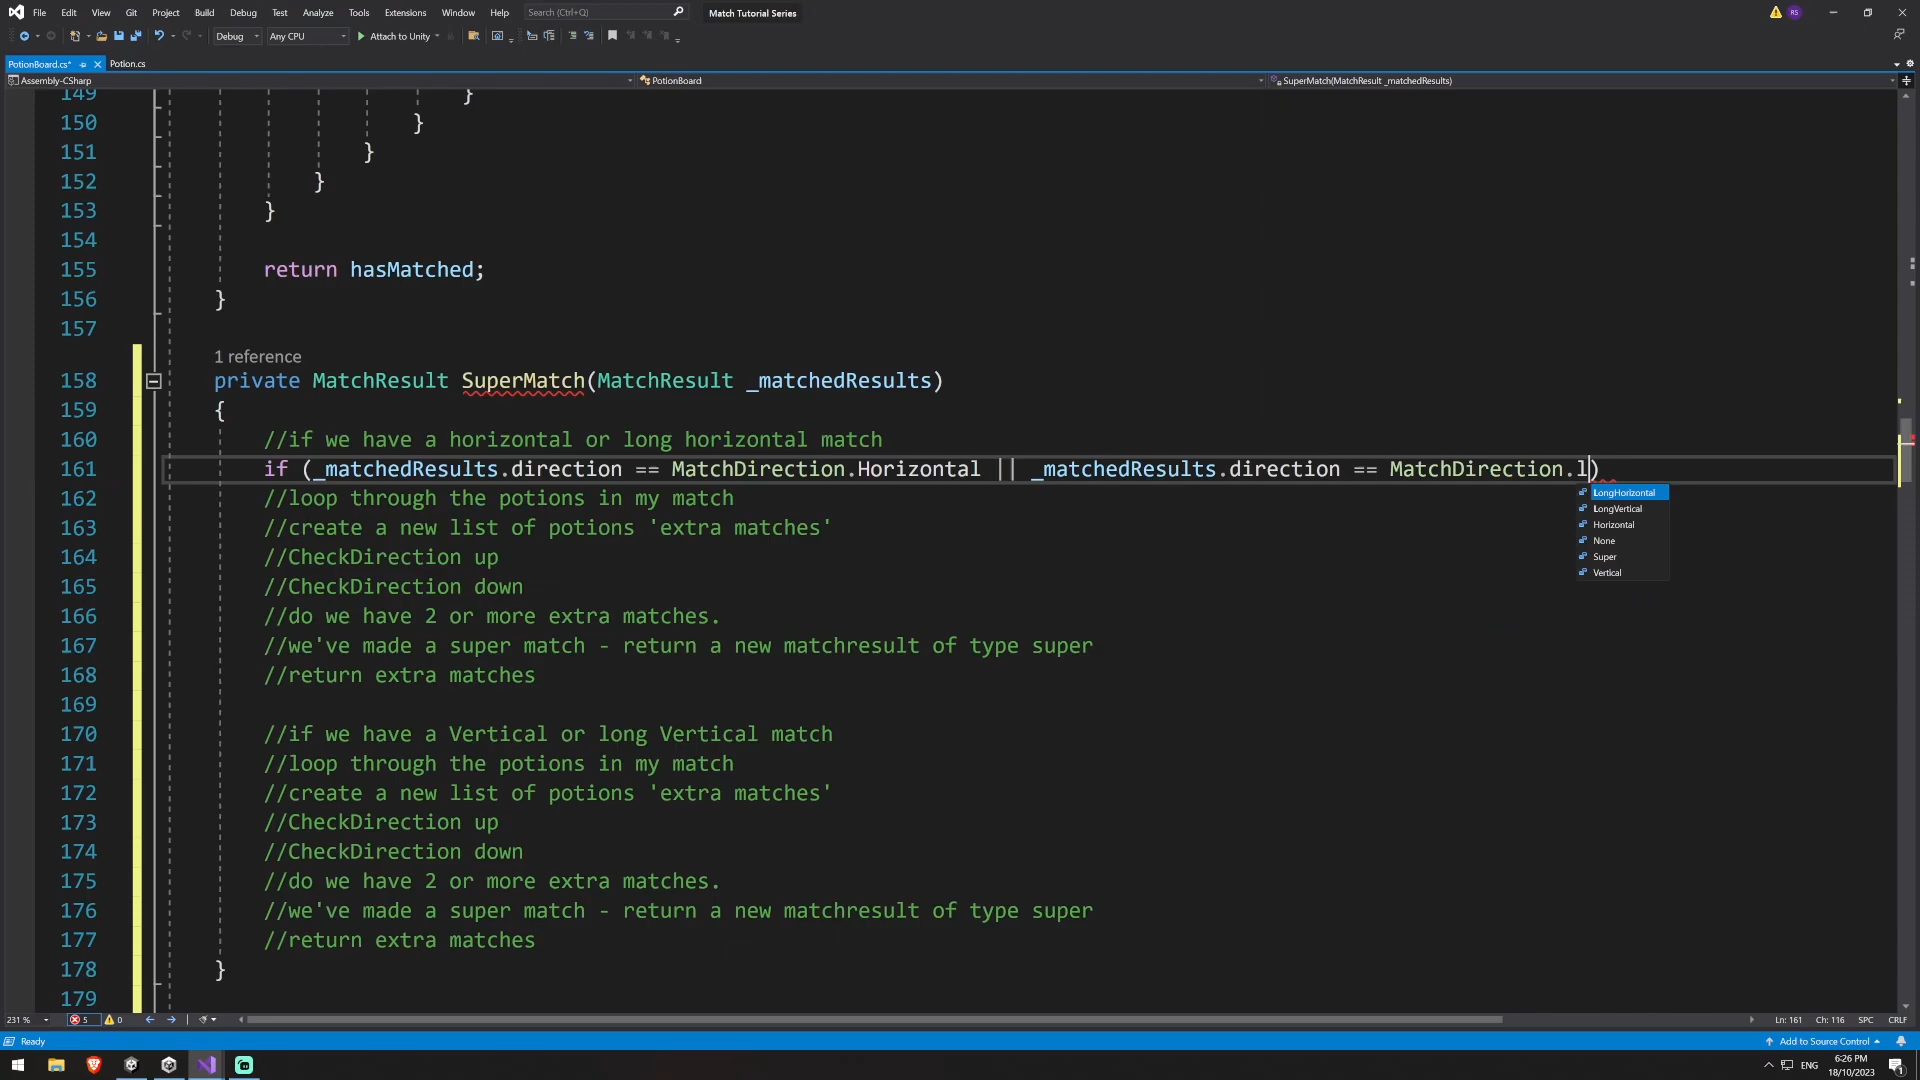 File Edit View Git Project Build Debug Test Analyze Tools Extensions Window Help Search (Ctrl+Q) Match Tutorial Series RS
Debug Any CPU Attach to Unity
PotionBoard.cs* Potion.cs
Assembly-CSharp PotionBoard SuperMatch(MatchResult _matchedResults)
149 }
150 }
151 }
152 }
153 }
154
155 return hasMatched;
156 }
157
1 reference
158 private MatchResult SuperMatch(MatchResult _matchedResults)
159 {
160 //if we have a horizontal or long horizontal match
161 if (_matchedResults.direction == MatchDirection.Horizontal || _matchedResults.direction == MatchDirection.l)
162 //loop through the potions in my match
LongHorizontal
LongVertical
163 //create a new list of potions 'extra matches'
Horizontal
None
164 //CheckDirection up
Super
Vertical
165 //CheckDirection down
166 //do we have 2 or more extra matches.
167 //we've made a super match - return a new matchresult of type super
168 //return extra matches
169
170 //if we have a Vertical or long Vertical match
171 //loop through the potions in my match
172 //create a new list of potions 'extra matches'
173 //CheckDirection up
174 //CheckDirection down
175 //do we have 2 or more extra matches.
176 //we've made a super match - return a new matchresult of type super
177 //return extra matches
178 }
179
231 % 5 0 Ln: 161 Ch: 116 SPC CRLF
Ready Add to Source Control
ENG 6:26 PM
18/10/2023 1